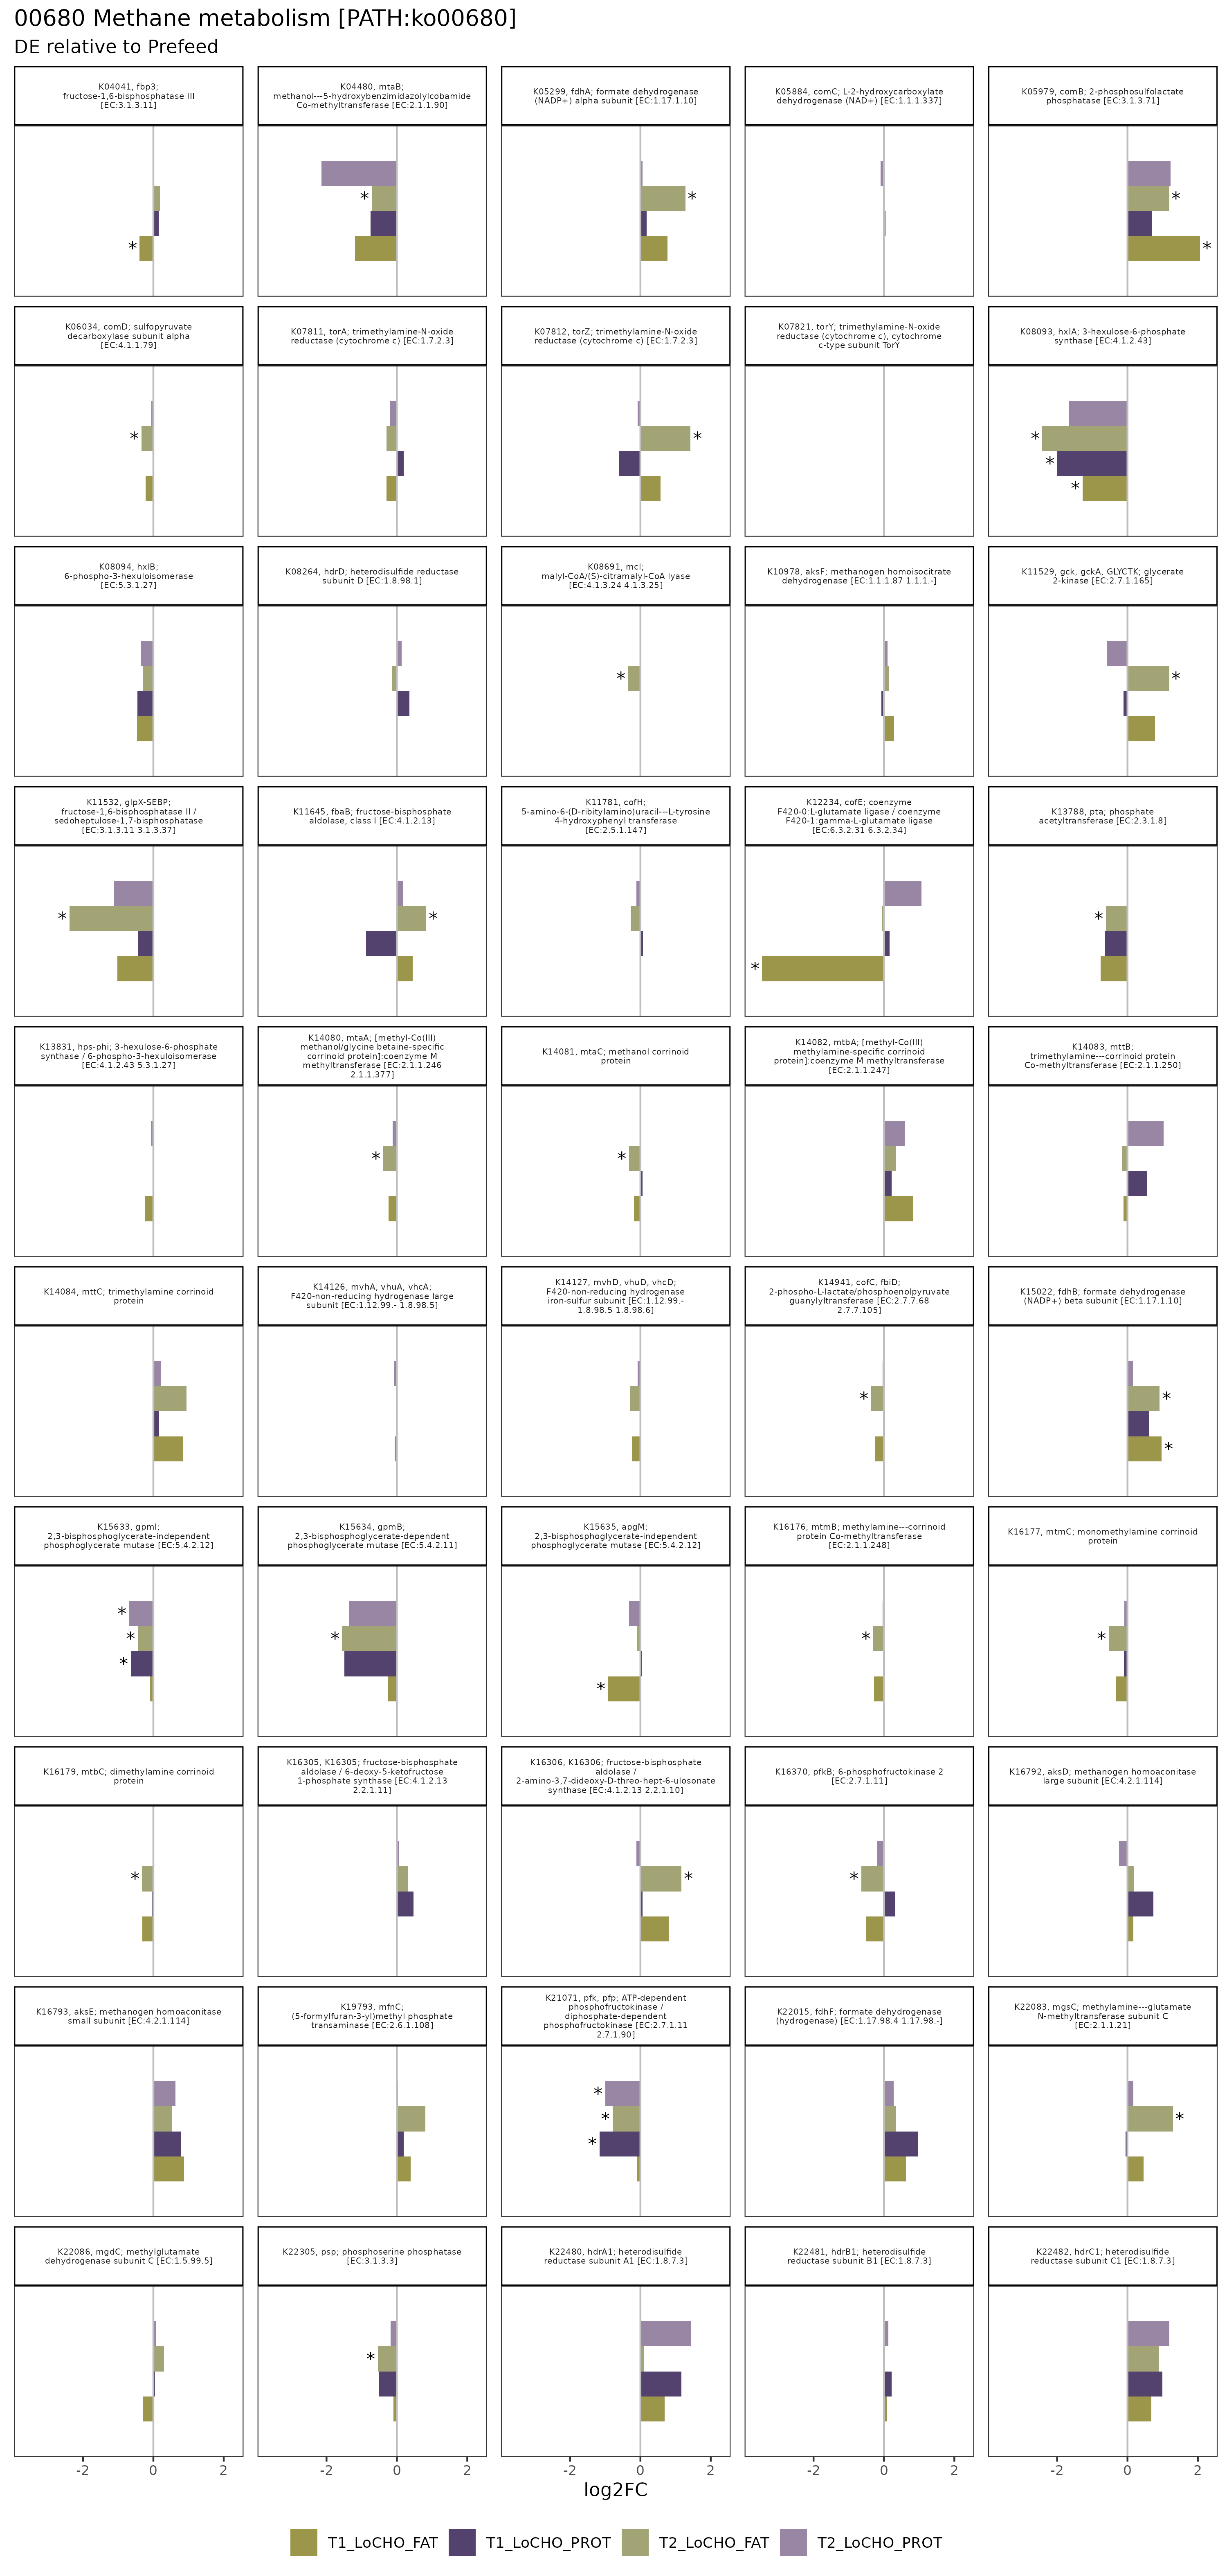 00680 Methane metabolism [PATH:ko00680]
DE relative to Prefeed
K04041, fbp3;
fructose-1,6-bisphosphatase III
[EC:3.1.3.11]
K04480, mtaB;
methanol---5-hydroxybenzimidazolylcobamide
Co-methyltransferase [EC:2.1.1.90]
K05299, fdhA; formate dehydrogenase
(NADP+) alpha subunit [EC:1.17.1.10]
K05884, comC; L-2-hydroxycarboxylate
dehydrogenase (NAD+) [EC:1.1.1.337]
K05979, comB; 2-phosphosulfolactate
phosphatase [EC:3.1.3.71]
*
*
*
*
*
K06034, comD; sulfopyruvate
decarboxylase subunit alpha
[EC:4.1.1.79]
K07811, torA; trimethylamine-N-oxide
reductase (cytochrome c) [EC:1.7.2.3]
K07812, torZ; trimethylamine-N-oxide
reductase (cytochrome c) [EC:1.7.2.3]
K07821, torY; trimethylamine-N-oxide
reductase (cytochrome c), cytochrome
c-type subunit TorY
K08093, hxlA; 3-hexulose-6-phosphate
synthase [EC:4.1.2.43]
*
*
*
*
*
K08094, hxlB;
6-phospho-3-hexuloisomerase
[EC:5.3.1.27]
K08264, hdrD; heterodisulfide reductase
subunit D [EC:1.8.98.1]
K08691, mcl;
malyl-CoA/(S)-citramalyl-CoA lyase
[EC:4.1.3.24 4.1.3.25]
K10978, aksF; methanogen homoisocitrate
dehydrogenase [EC:1.1.1.87 1.1.1.-]
K11529, gck, gckA, GLYCTK; glycerate
2-kinase [EC:2.7.1.165]
*
*
K11532, glpX-SEBP;
fructose-1,6-bisphosphatase II /
sedoheptulose-1,7-bisphosphatase
[EC:3.1.3.11 3.1.3.37]
K11645, fbaB; fructose-bisphosphate
aldolase, class I [EC:4.1.2.13]
K11781, cofH;
5-amino-6-(D-ribitylamino)uracil---L-tyrosine
4-hydroxyphenyl transferase
[EC:2.5.1.147]
K12234, cofE; coenzyme
F420-0:L-glutamate ligase / coenzyme
F420-1:gamma-L-glutamate ligase
[EC:6.3.2.31 6.3.2.34]
K13788, pta; phosphate
acetyltransferase [EC:2.3.1.8]
*
*
*
*
K13831, hps-phi; 3-hexulose-6-phosphate
synthase / 6-phospho-3-hexuloisomerase
[EC:4.1.2.43 5.3.1.27]
K14080, mtaA; [methyl-Co(III)
methanol/glycine betaine-specific
corrinoid protein]:coenzyme M
methyltransferase [EC:2.1.1.246
2.1.1.377]
K14081, mtaC; methanol corrinoid
protein
K14082, mtbA; [methyl-Co(III)
methylamine-specific corrinoid
protein]:coenzyme M methyltransferase
[EC:2.1.1.247]
K14083, mttB;
trimethylamine---corrinoid protein
Co-methyltransferase [EC:2.1.1.250]
*
*
K14084, mttC; trimethylamine corrinoid
protein
K14126, mvhA, vhuA, vhcA;
F420-non-reducing hydrogenase large
subunit [EC:1.12.99.- 1.8.98.5]
K14127, mvhD, vhuD, vhcD;
F420-non-reducing hydrogenase
iron-sulfur subunit [EC:1.12.99.-
1.8.98.5 1.8.98.6]
K14941, cofC, fbiD;
2-phospho-L-lactate/phosphoenolpyruvate
guanylyltransferase [EC:2.7.7.68
2.7.7.105]
K15022, fdhB; formate dehydrogenase
(NADP+) beta subunit [EC:1.17.1.10]
*
*
*
K15633, gpmI;
2,3-bisphosphoglycerate-independent
phosphoglycerate mutase [EC:5.4.2.12]
K15634, gpmB;
2,3-bisphosphoglycerate-dependent
phosphoglycerate mutase [EC:5.4.2.11]
K15635, apgM;
2,3-bisphosphoglycerate-independent
phosphoglycerate mutase [EC:5.4.2.12]
K16176, mtmB; methylamine---corrinoid
protein Co-methyltransferase
[EC:2.1.1.248]
K16177, mtmC; monomethylamine corrinoid
protein
*
*
*
*
*
*
*
K16179, mtbC; dimethylamine corrinoid
protein
K16305, K16305; fructose-bisphosphate
aldolase / 6-deoxy-5-ketofructose
1-phosphate synthase [EC:4.1.2.13
2.2.1.11]
K16306, K16306; fructose-bisphosphate
aldolase /
2-amino-3,7-dideoxy-D-threo-hept-6-ulosonate
synthase [EC:4.1.2.13 2.2.1.10]
K16370, pfkB; 6-phosphofructokinase 2
[EC:2.7.1.11]
K16792, aksD; methanogen homoaconitase
large subunit [EC:4.2.1.114]
*
*
*
K16793, aksE; methanogen homoaconitase
small subunit [EC:4.2.1.114]
K19793, mfnC;
(5-formylfuran-3-yl)methyl phosphate
transaminase [EC:2.6.1.108]
K21071, pfk, pfp; ATP-dependent
phosphofructokinase /
diphosphate-dependent
phosphofructokinase [EC:2.7.1.11
2.7.1.90]
K22015, fdhF; formate dehydrogenase
(hydrogenase) [EC:1.17.98.4 1.17.98.-]
K22083, mgsC; methylamine---glutamate
N-methyltransferase subunit C
[EC:2.1.1.21]
*
*
*
*
K22086, mgdC; methylglutamate
dehydrogenase subunit C [EC:1.5.99.5]
K22305, psp; phosphoserine phosphatase
[EC:3.1.3.3]
K22480, hdrA1; heterodisulfide
reductase subunit A1 [EC:1.8.7.3]
K22481, hdrB1; heterodisulfide
reductase subunit B1 [EC:1.8.7.3]
K22482, hdrC1; heterodisulfide
reductase subunit C1 [EC:1.8.7.3]
*
-2 0 2 -2 0 2 -2 0 2 -2 0 2 -2 0 2
log2FC
T1_LoCHO_FAT T1_LoCHO_PROT T2_LoCHO_FAT T2_LoCHO_PROT